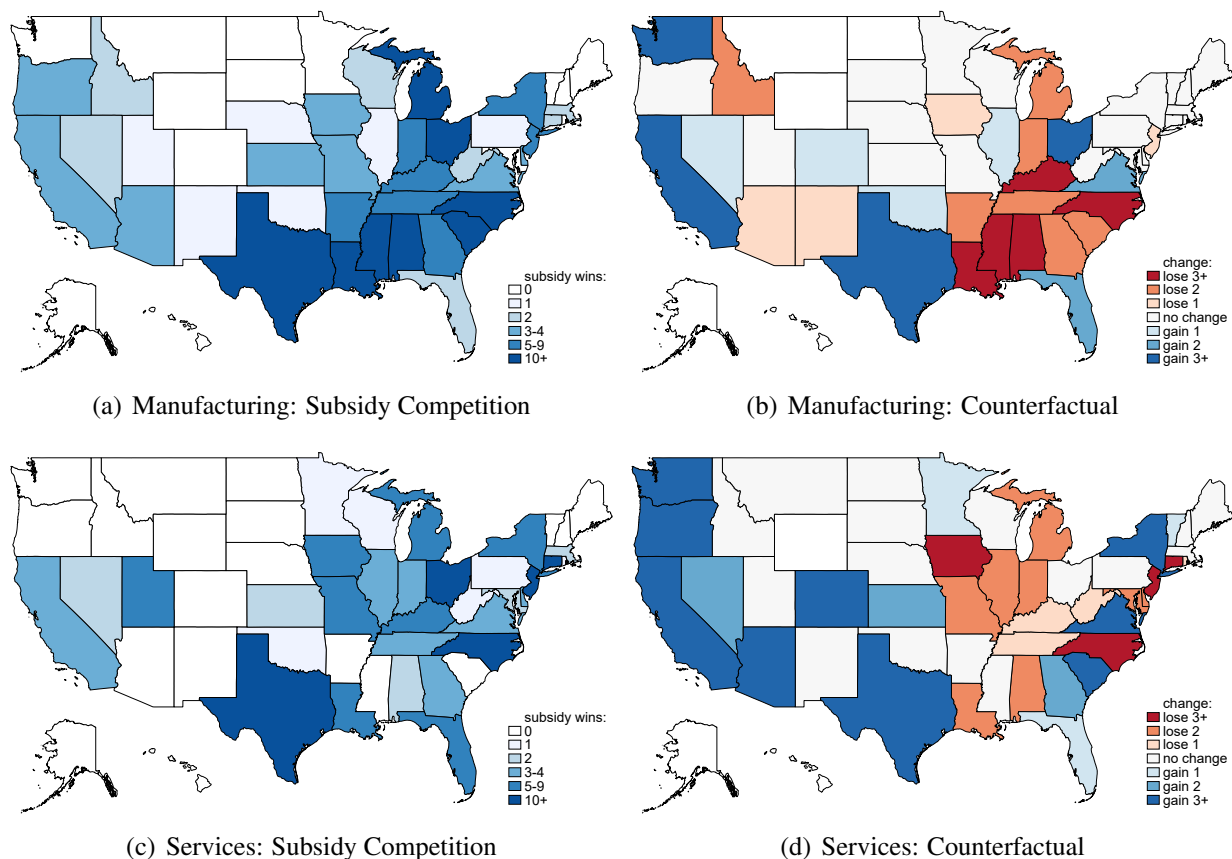 subsidy wins:
0
1
2
3-4
5-9
10+
(a) Manufacturing: Subsidy Competition
change:
lose 3+
lose 2
lose 1
no change
gain 1
gain 2
gain 3+
(b) Manufacturing: Counterfactual
subsidy wins:
0
1
2
3-4
5-9
10+
(c) Services: Subsidy Competition
change:
lose 3+
lose 2
lose 1
no change
gain 1
gain 2
gain 3+
(d) Services: Counterfactual